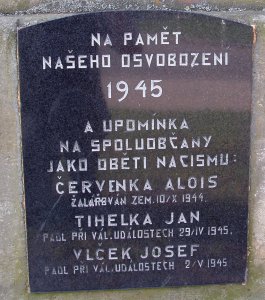 NA PAMĚT
NAŠEHO OSVOBOZENÍ
1945
A UPOMÍNKA
NA SPOLUOBČANY
JAKO OBĚTI NACISMU:
ČERVENKA ALOIS
ŽALÁŘOVÁN ZEM. 10/X 1944.
TIHELKA JAN
PADL PŘI VÁL. UDÁLOSTECH 29/IV 1945.
VLČEK JOSEF
PADL PŘI VÁL. UDÁLOSTECH 2/V 1945